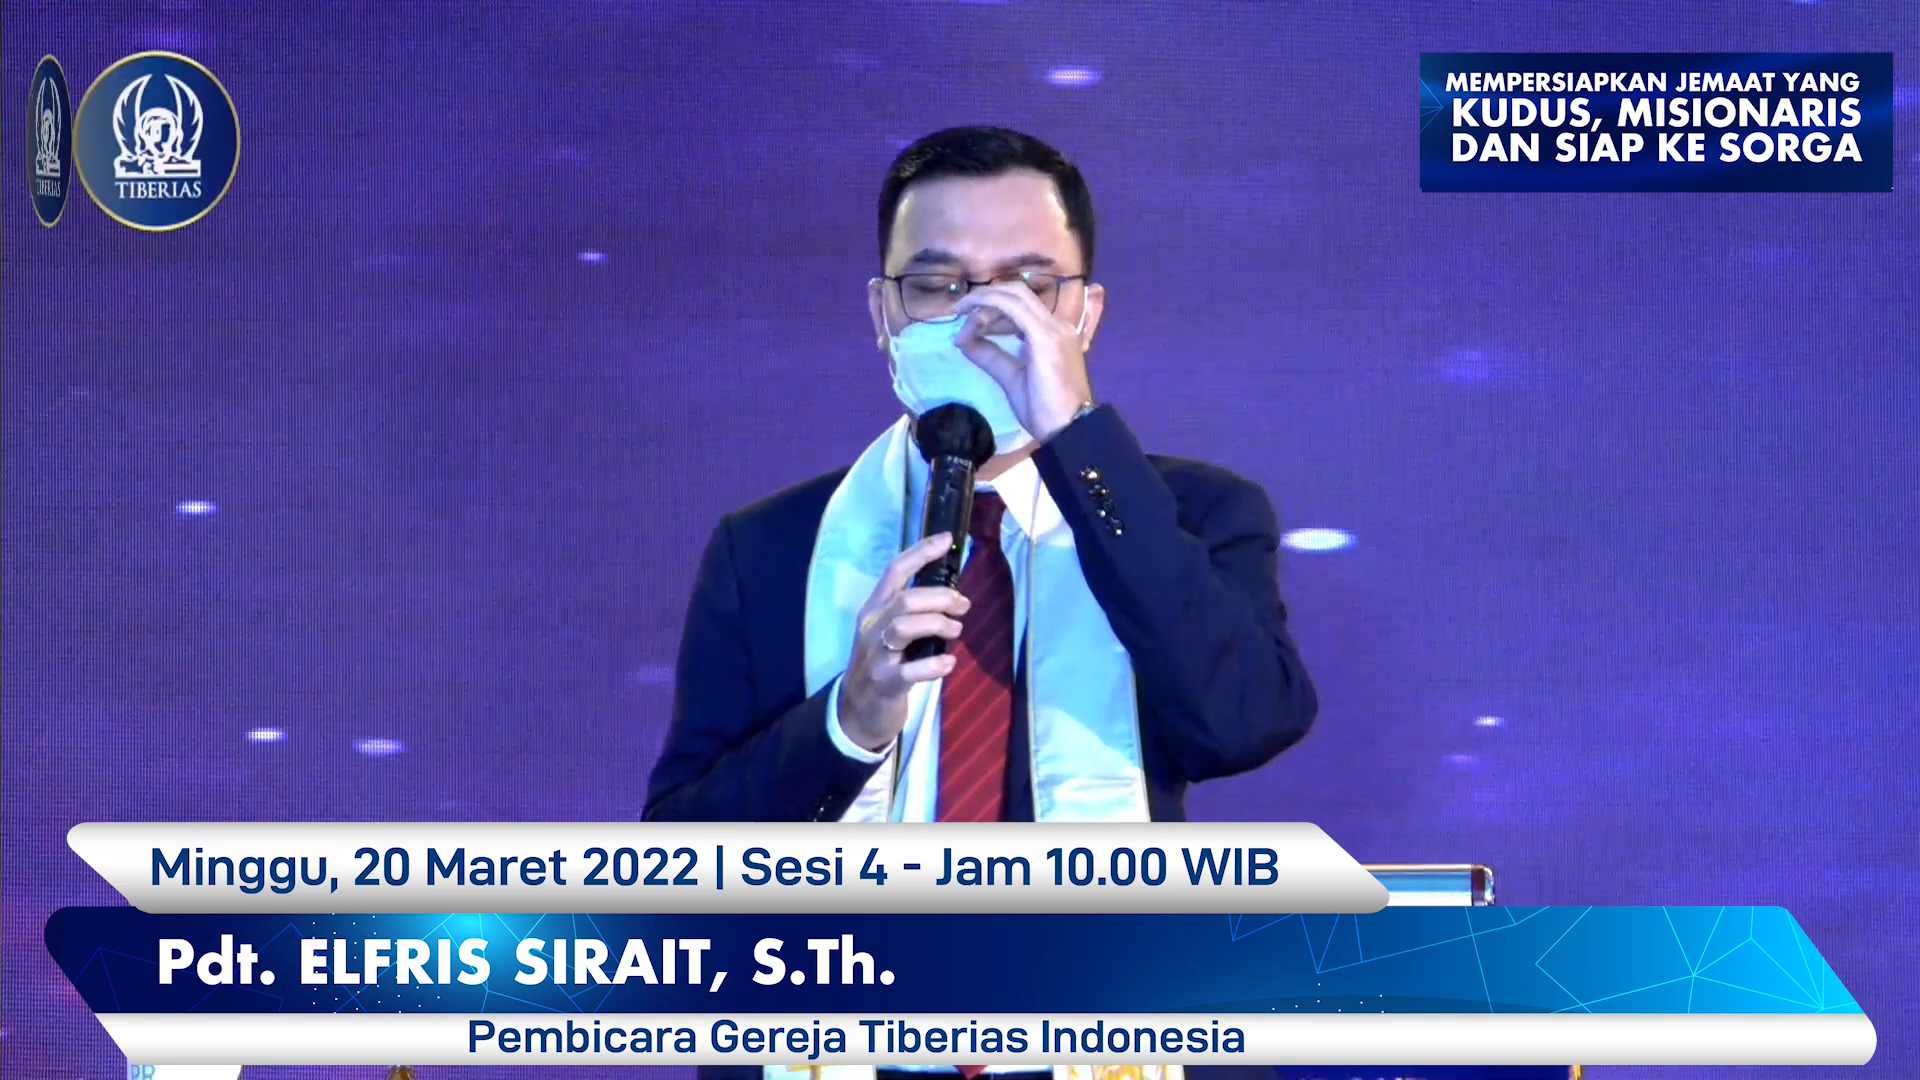 TIBERIAS
TIBERIAS
MEMPERSIAPKAN JEMAAT YANG
KUDUS, MISIONARIS
DAN SIAP KE SORGA
Minggu, 20 Maret 2022 | Sesi 4 - Jam 10.00 WIB
Pdt. ELFRIS SIRAIT, S.Th.
Pembicara Gereja Tiberias Indonesia